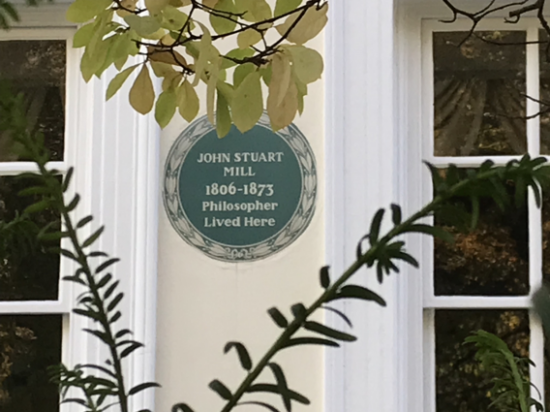 JOHN STUART
MILL
1806-1873
Philosopher
Lived Here